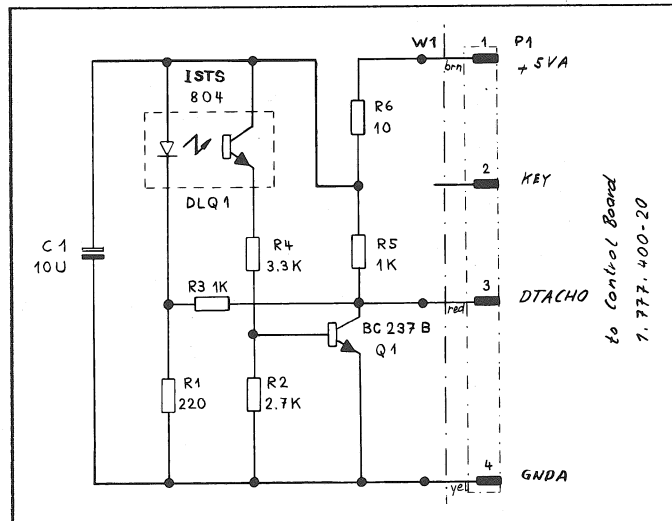 ISTS
804
DLQ1
C1
10U
R4
3.3K
R3 1K
R1
220
R2
2.7K
W1
R6
10
R5
1K
BC 237 B
Q1
brn
1
P1
+5VA
2
KEY
red
3
DTACHO
yel
4
GNDA
to Control Board
1.777.400-20